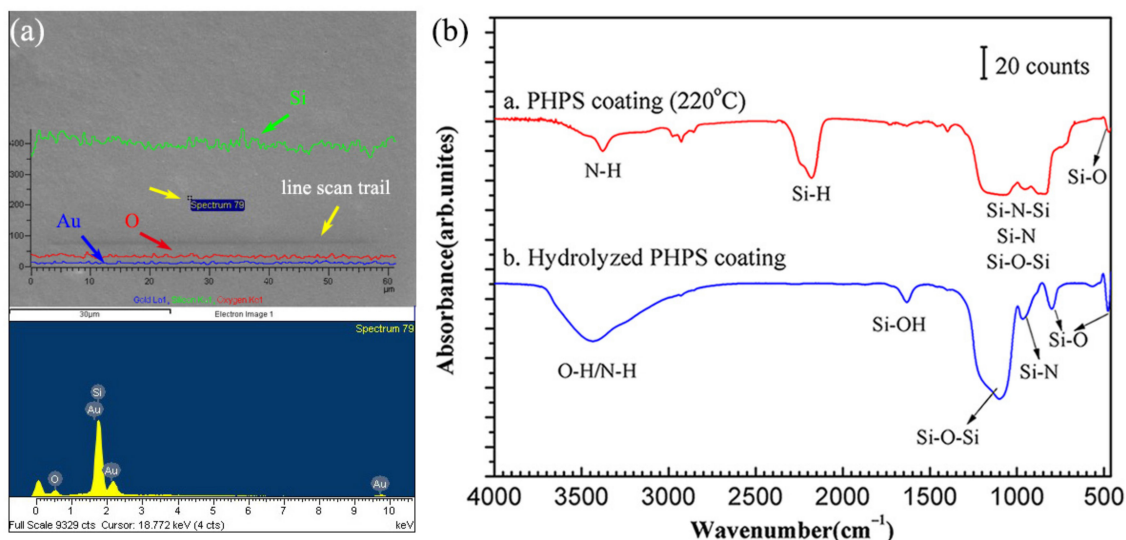 (a)
Si
400
300
200
100
0
line scan trail
Spectrum 79
Au
O
0 10 20 30 40 50 60
µm
Gold Lα1, Silicon Kα1, Oxygen Kα1
30µm
Electron Image 1
Spectrum 79
Si
Au
Au
O
Au
0 1 2 3 4 5 6 7 8 9 10
Full Scale 9329 cts Cursor: 18.772 keV (4 cts)
keV
(b)
20 counts
a. PHPS coating (220°C)
N-H
Si-H
Si-O
Si-N-Si
Si-N
Si-O-Si
b. Hydrolyzed PHPS coating
Si-OH
O-H/N-H
Si-O
Si-N
Si-O-Si
Absorbance(arb.unites)
4000 3500 3000 2500 2000 1500 1000 500
Wavenumber(cm⁻¹)